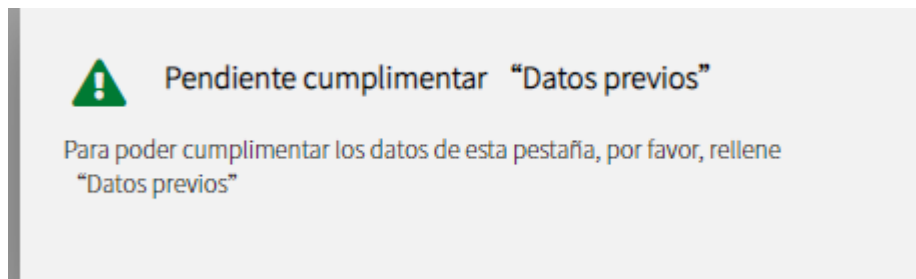 Pendiente cumplimentar “Datos previos”
Para poder cumplimentar los datos de esta pestaña, por favor, rellene
“Datos previos”